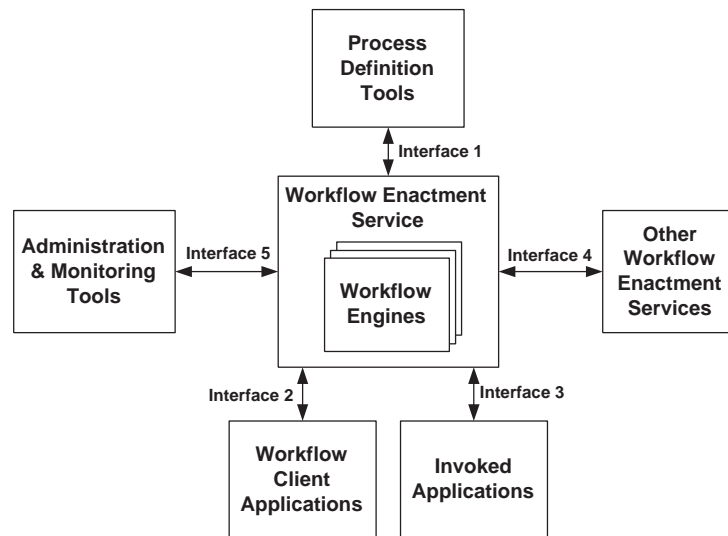 Process
Definition
Tools
Interface 1
Workflow Enactment
Service
Administration
& Monitoring
Tools
Interface 5
Workflow
Engines
Interface 4
Other
Workflow
Enactment
Services
Interface 2
Interface 3
Workflow
Client
Applications
Invoked
Applications